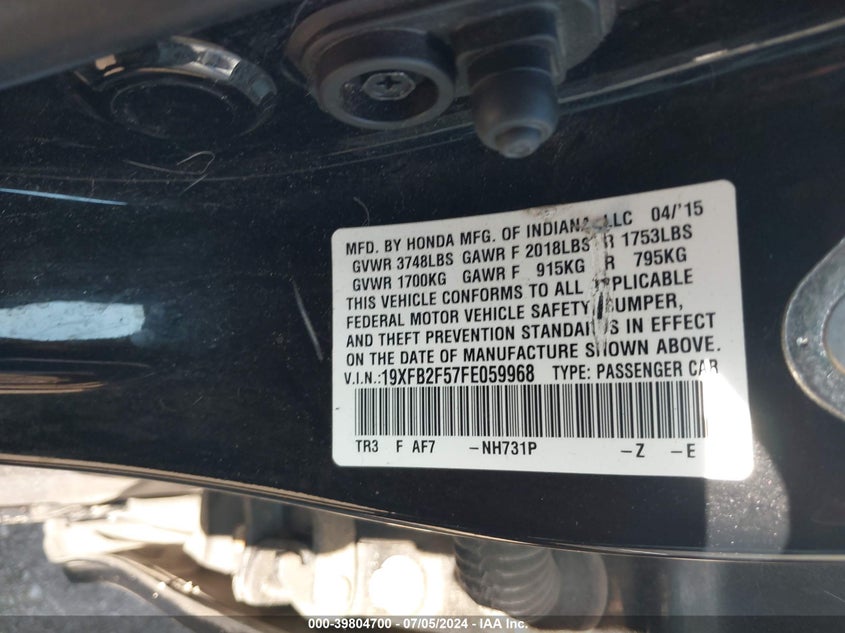 MFD. BY HONDA MFG. OF INDIANA, LLC 04/'15
GVWR 3748LBS GAWR F 2018LBS R 1753LBS
GVWR 1700KG GAWR F 915KG R 795KG
THIS VEHICLE CONFORMS TO ALL APPLICABLE
FEDERAL MOTOR VEHICLE SAFETY, BUMPER,
AND THEFT PREVENTION STANDARDS IN EFFECT
ON THE DATE OF MANUFACTURE SHOWN ABOVE.
V.I.N.:19XFB2F57FE059968 TYPE: PASSENGER CAR
TR3 F AF7 -NH731P -Z -E
000-39804700 - 07/05/2024 - IAA Inc.